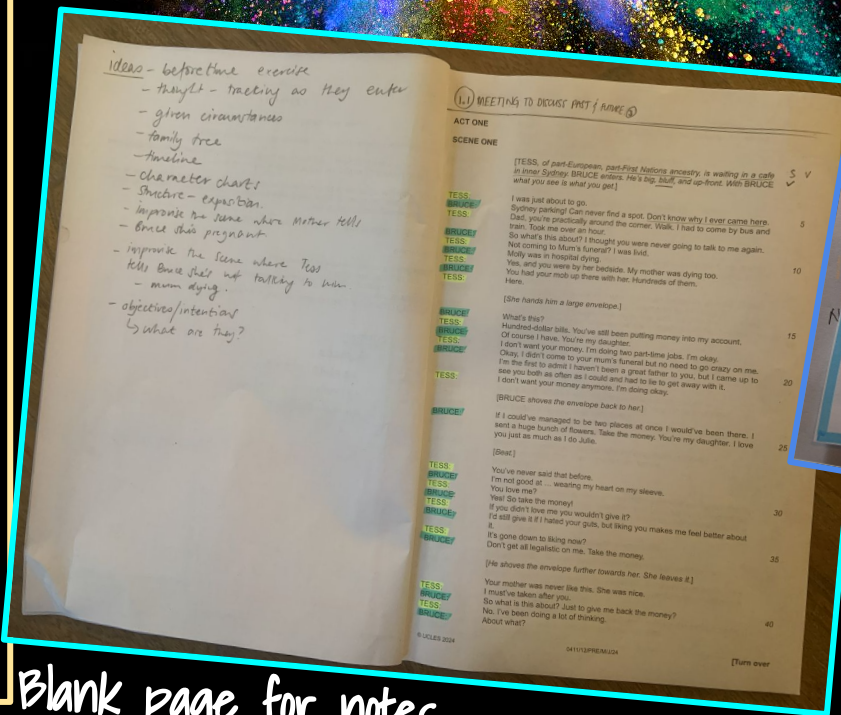 ideas - before time exercise
- thought - tracking as they enter
- given circumstances
- family tree
- timeline
- character charts
- Structure - exposition.
- improvise the scene where Mother tells
- Bruce she's pregnant
- improvise the scene where Tess
tells Bruce she's not talking to him
- mum dying.
- objectives/intentions
↳ what are they?
1.1 MEETING TO DISCUSS PAST & FUTURE
ACT ONE
SCENE ONE
[TESS, of part-European, part-First Nations ancestry, is waiting in a cafe
in inner Sydney. BRUCE enters. He's big, bluff, and up-front. With BRUCE
what you see is what you get.]
S V
✓
TESS: I was just about to go.
BRUCE: Sydney parking! Can never find a spot. Don't know why I ever came here.
TESS: Dad, you're practically around the corner. Walk. I had to come by bus and 5
train. Took me over an hour.
BRUCE: So what's this about? I thought you were never going to talk to me again.
TESS: Not coming to Mum's funeral? I was livid.
BRUCE: Molly was in hospital dying.
TESS: Yes, and you were by her bedside. My mother was dying too. 10
BRUCE: You had your mob up there with her. Hundreds of them.
TESS: Here.
[She hands him a large envelope.]
BRUCE: What's this?
TESS: Hundred-dollar bills. You've still been putting money into my account. 15
BRUCE: Of course I have. You're my daughter.
TESS: I don't want your money. I'm doing two part-time jobs. I'm okay.
BRUCE: Okay, I didn't come to your mum's funeral but no need to go crazy on me.
I'm the first to admit I haven't been a great father to you, but I came up to
see you both as often as I could and had to lie to get away with it. 20
TESS: I don't want your money anymore. I'm doing okay.
[BRUCE shoves the envelope back to her.]
BRUCE: If I could've managed to be two places at once I would've been there. I
sent a huge bunch of flowers. Take the money. You're my daughter. I love
you just as much as I do Julie. 25
[Beat.]
TESS: You've never said that before.
BRUCE: I'm not good at ... wearing my heart on my sleeve.
TESS: You love me?
BRUCE: Yes! So take the money!
TESS: If you didn't love me you wouldn't give it? 30
BRUCE: I'd still give it if I hated your guts, but liking you makes me feel better about
it.
TESS: It's gone down to liking now?
BRUCE: Don't get all legalistic on me. Take the money. 35
[He shoves the envelope further towards her. She leaves it.]
TESS: Your mother was never like this. She was nice.
BRUCE: I must've taken after you.
TESS: So what is this about? Just to give me back the money?
BRUCE: No. I've been doing a lot of thinking. 40
About what?
© UCLES 2024
0411/12/PRE/M/J/24
[Turn over
N
Blank page for notes